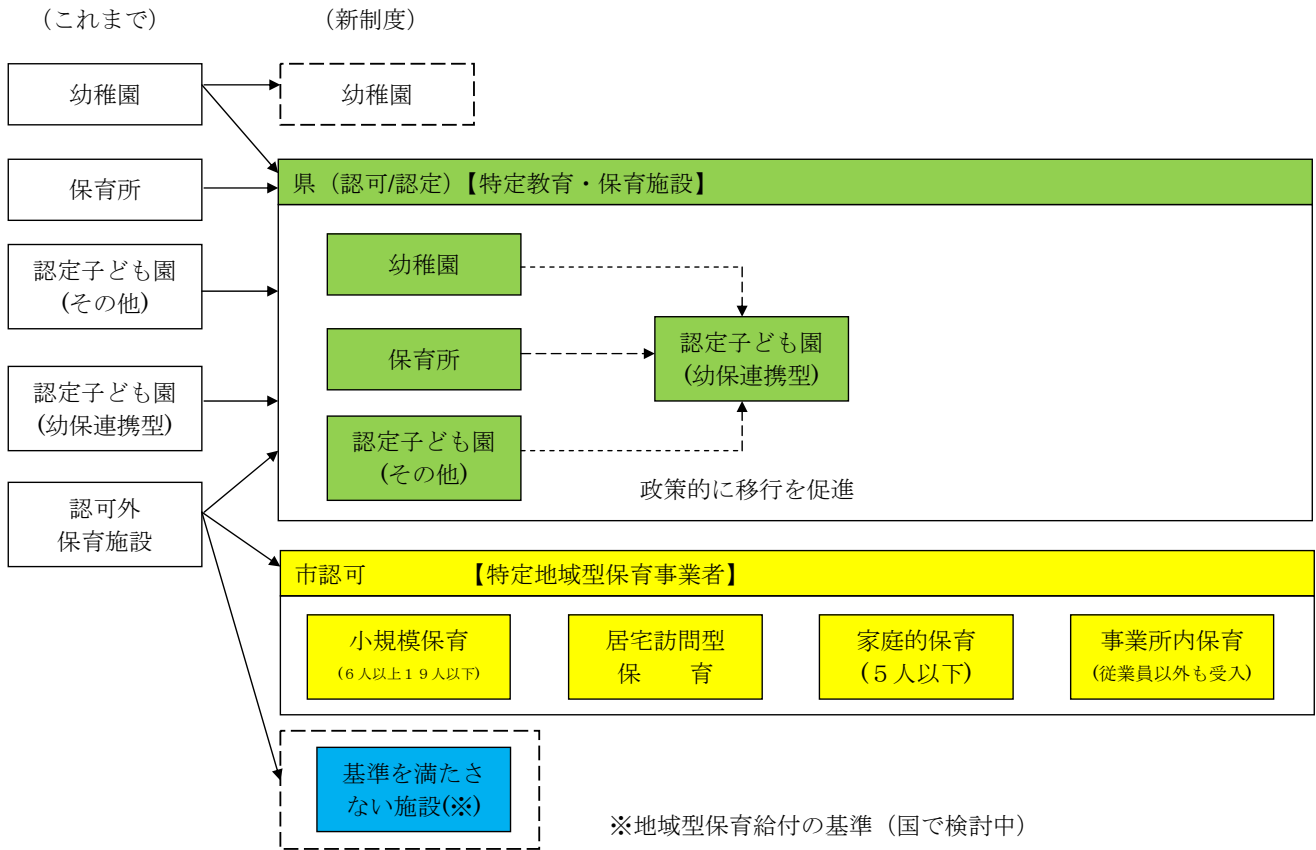 （これまで）
（新制度）
幼稚園
幼稚園
保育所
県（認可/認定）【特定教育・保育施設】
認定子ども園
(その他)
幼稚園
認定子ども園
(幼保連携型)
保育所
認定子ども園
(幼保連携型)
認定子ども園
(その他)
政策的に移行を促進
認可外
保育施設
市認可　【特定地域型保育事業者】
小規模保育
(６人以上１９人以下)
居宅訪問型
保　育
家庭的保育
(５人以下)
事業所内保育
(従業員以外も受入)
基準を満たさ
ない施設(※)
※地域型保育給付の基準（国で検討中）